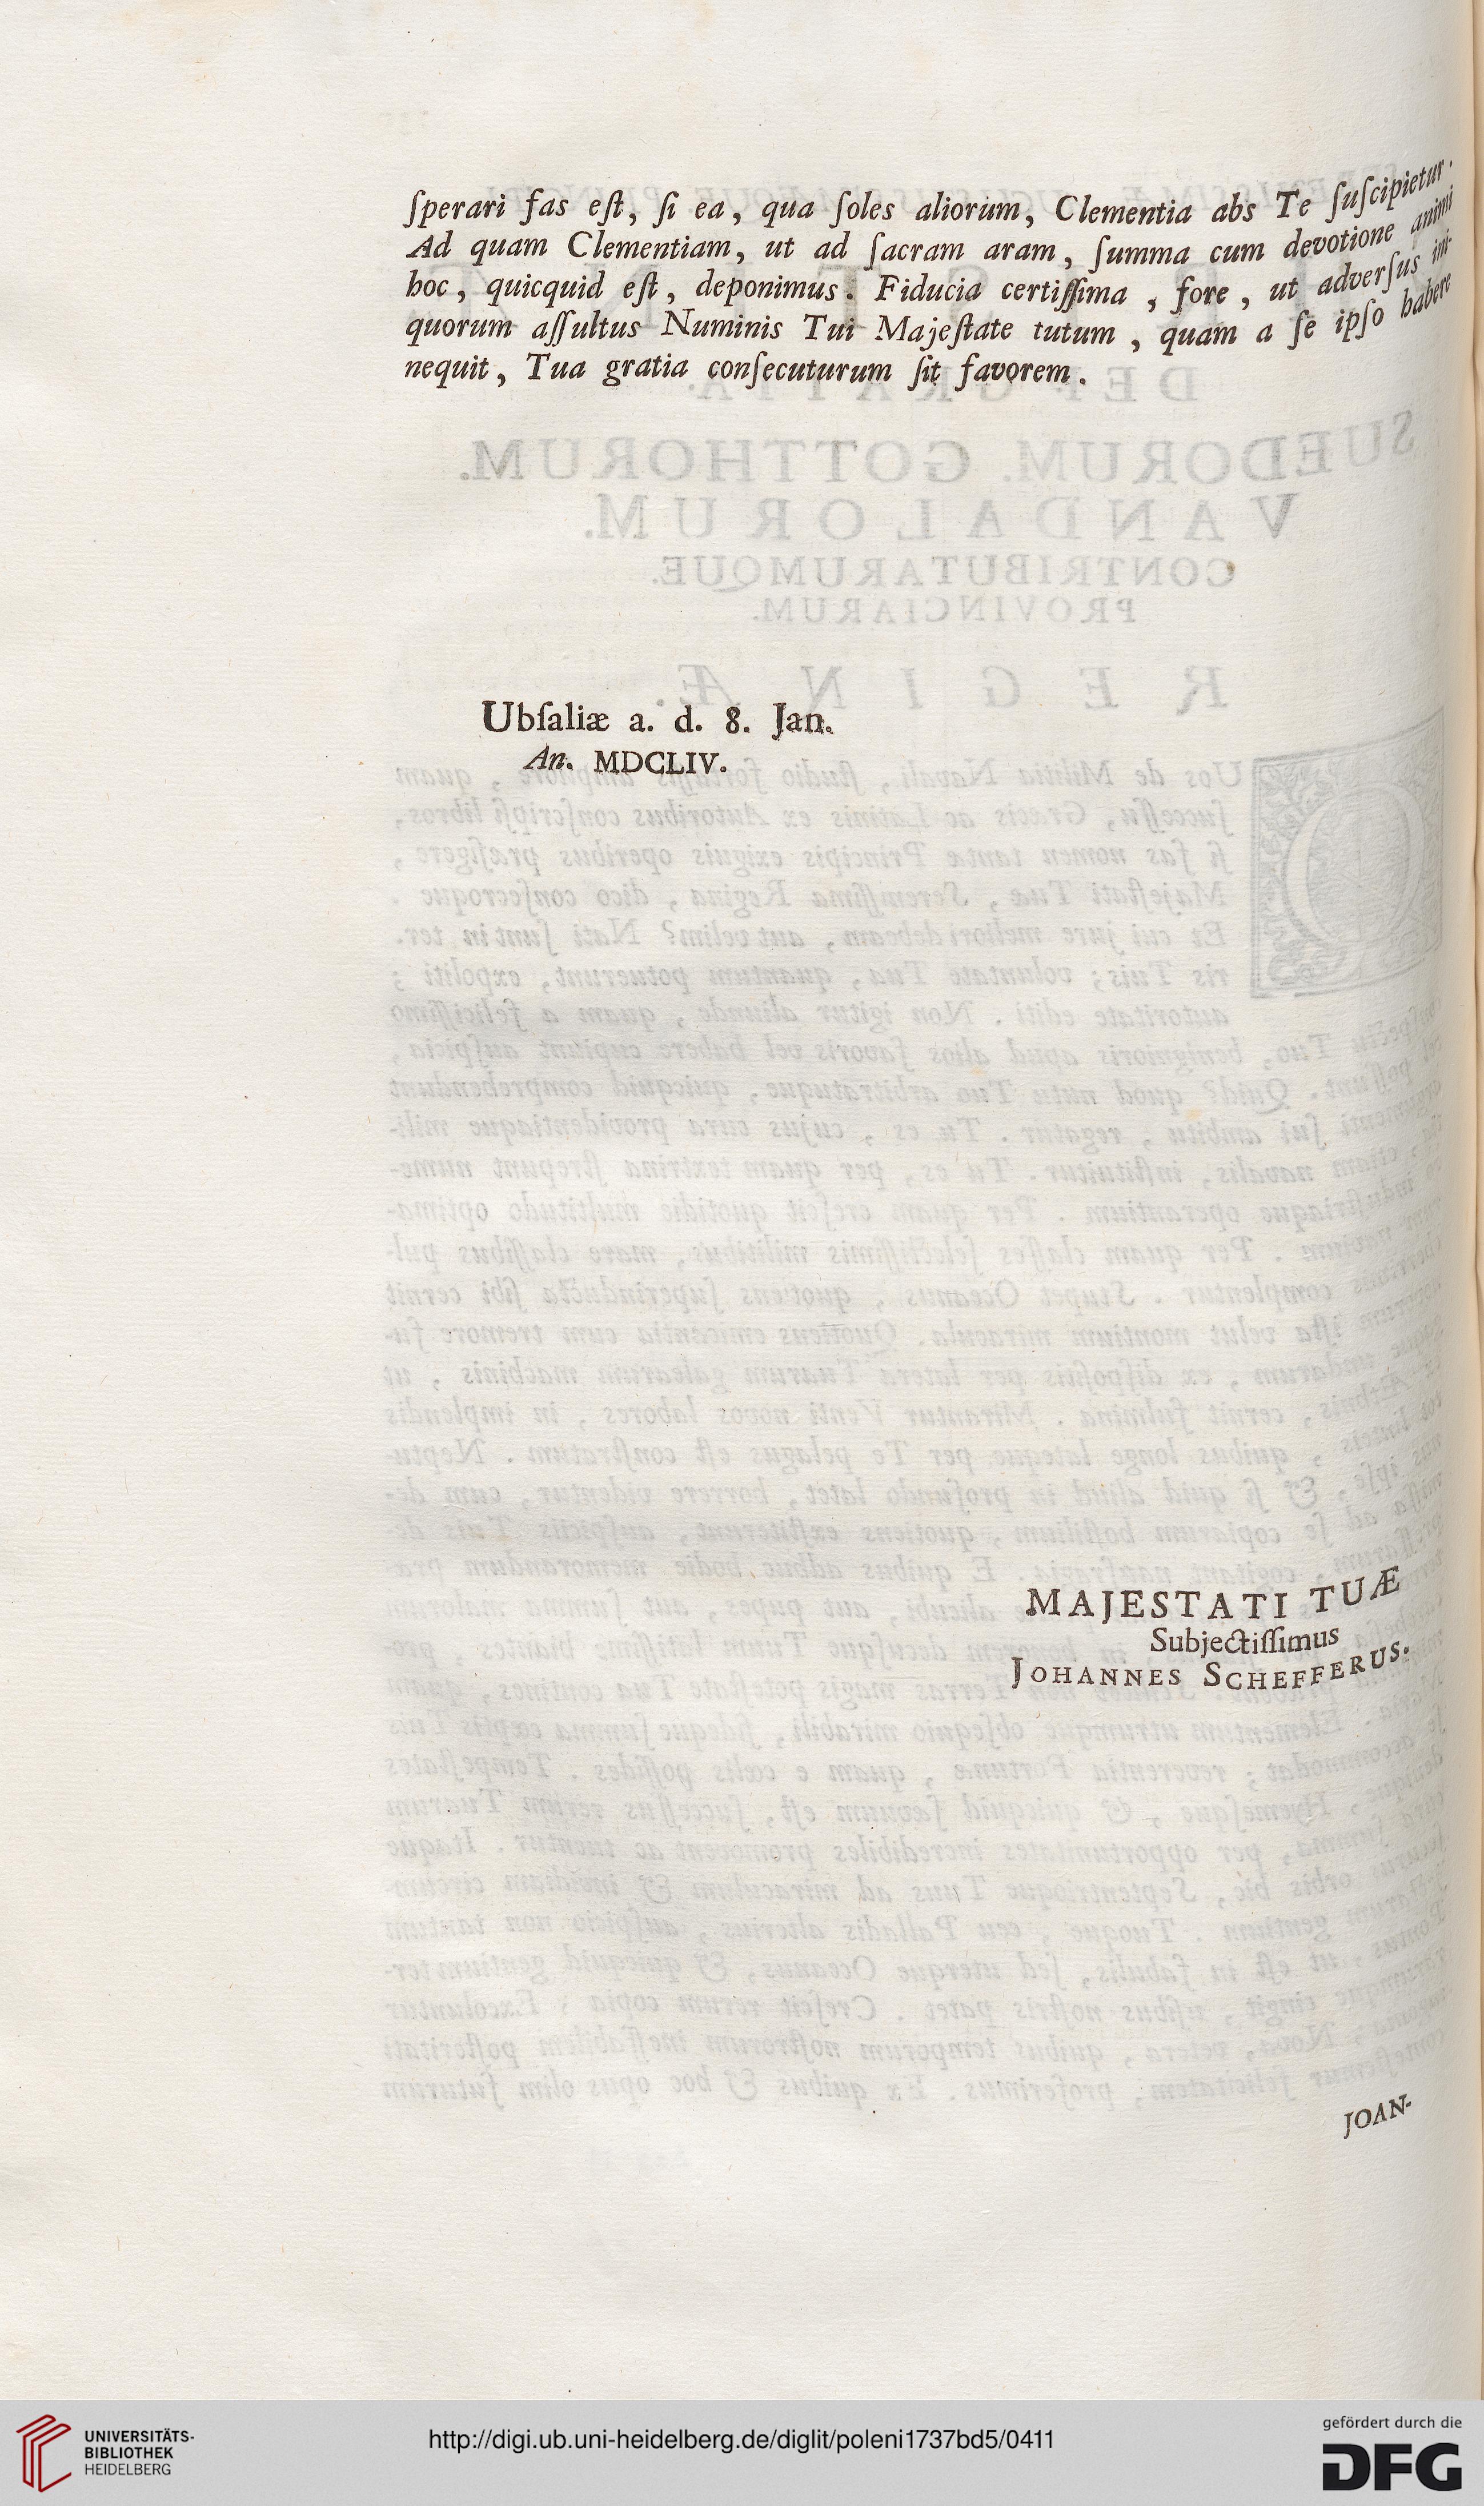 ſperari fas eſt, ſi ea, qua ſoles aliorum, Clementia abs Te ſuſcipietur.
Ad quam Clementiam, ut ad ſacram aram, ſumma cum devotione animi
hoc, quicquid eſt, deponimus. Fiducia certiſſima, fore, ut adverſus ini-
quorum aſſultus Numinis Tui Majeſtate tutum, quam a ſe ipſo habere
nequit, Tua gratia conſecuturum ſit favorem.
Ubſaliæ a. d. 8. Jan.
An. MDCLIV.
MAJESTATI TUÆ
Subjectiſſimus
JOHANNES SCHEFFERUS.
JOAN-
UNIVERSITÄTS-
BIBLIOTHEK
HEIDELBERG
http://digi.ub.uni-heidelberg.de/diglit/poleni1737bd5/0411
gefördert durch die
DFG